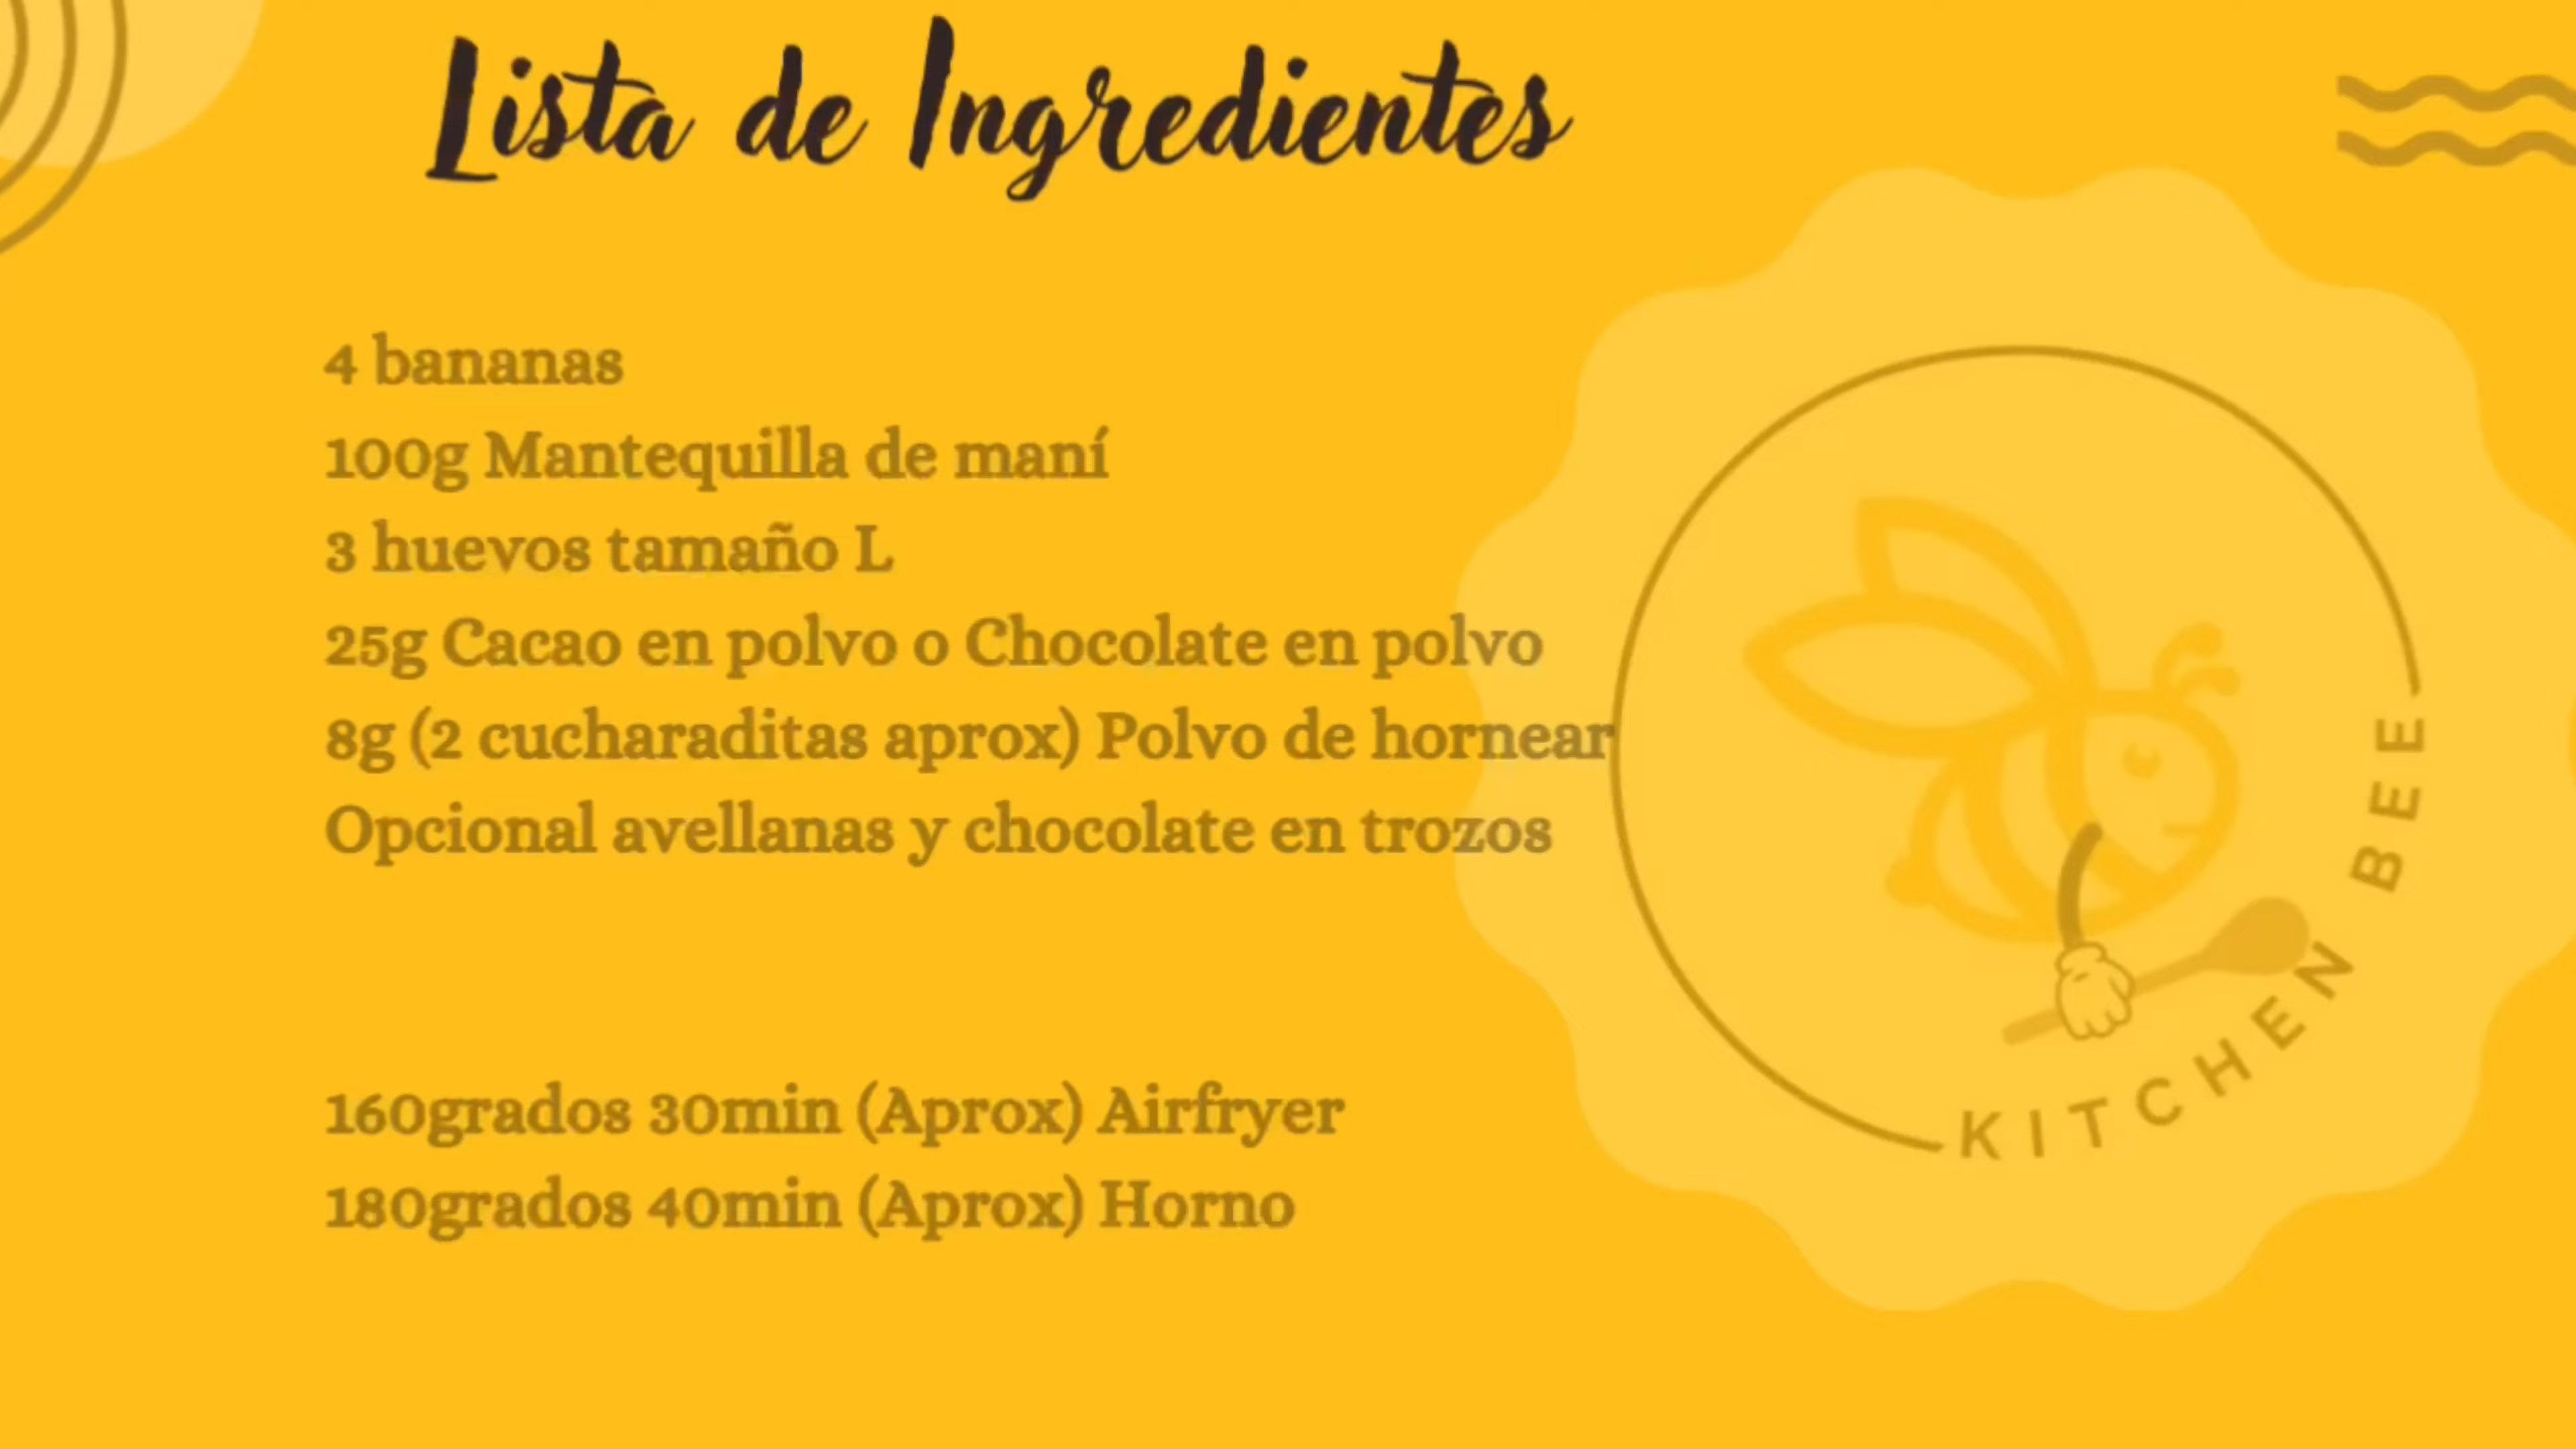 Lista de Ingredientes
4 bananas
100g Mantequilla de maní
3 huevos tamaño L
25g Cacao en polvo o Chocolate en polvo
8g (2 cucharaditas aprox) Polvo de hornear
Opcional avellanas y chocolate en trozos
160grados 30min (Aprox) Airfryer
180grados 40min (Aprox) Horno
KITCHEN BEE